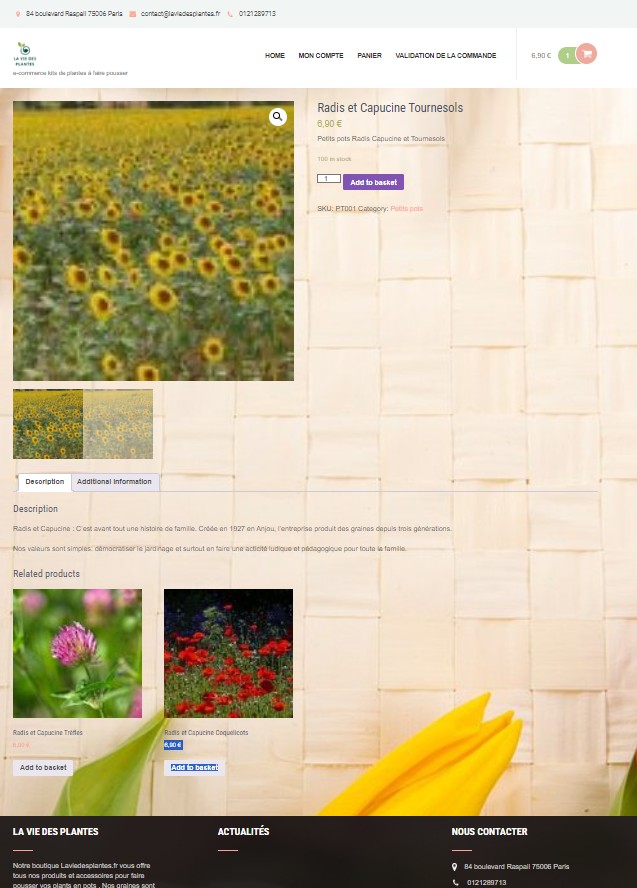 84 boulevard Raspail 75006 Paris contact@laviedesplantes.fr 0121289713
LA VIE DES
PLANTES
e-commerce kits de plantes à faire pousser
HOME MON COMPTE PANIER VALIDATION DE LA COMMANDE 6,90 € 1
Radis et Capucine Tournesols
6,90 €
Petits pots Radis Capucine et Tournesols
100 in stock
1 Add to basket
SKU: PT001 Category: Petits pots
Description Additional information
Description
Radis et Capucine : C'est avant tout une histoire de famille. Créée en 1927 en Anjou, l'entreprise produit des graines depuis trois générations.
Nos valeurs sont simples: démocratiser le jardinage et surtout en faire une acticité ludique et pédagogique pour toute la famille.
Related products
Radis et Capucine Trèfles
6,90 €
Add to basket
Radis et Capucine Coquelicots
6,90 €
Add to basket
LA VIE DES PLANTES
Notre boutique Laviedesplantes.fr vous offre
tous nos produits et accessoires pour faire
pousser vos plants en pots . Nos graines sont
ACTUALITÉS
NOUS CONTACTER
84 boulevard Raspail 75006 Paris
0121289713